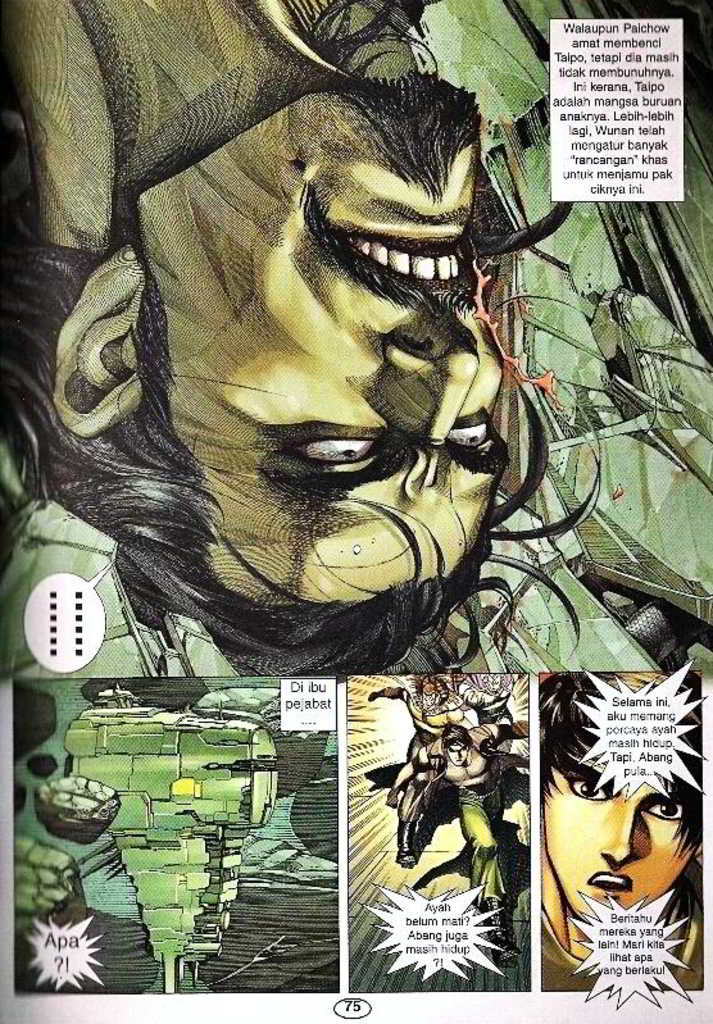 Walaupun Paichow
amat membenci
Taipo, tetapi dia masih
tidak membunuhnya.
Ini kerana, Taipo
adalah mangsa buruan
anaknya. Lebih-lebih
lagi, Wunan telah
mengatur banyak
"rancangan" khas
untuk menjamu pak
ciknya ini.
Di ibu
pejabat
....
Apa
?!
Ayah
belum mati?
Abang juga
masih hidup
?!
Selama ini,
aku memang
percaya ayah
masih hidup.
Tapi, Abang
pula...
Beritahu
mereka yang
lain! Mari kita
lihat apa
yang berlaku!
75